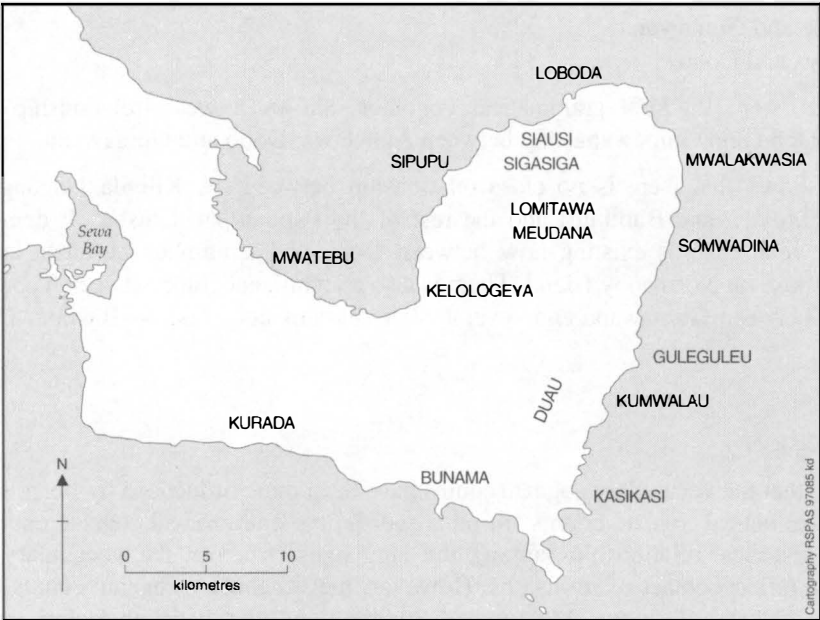 LOBODA
SIAUSI
SIPUPU
SIGASIGA
MWALAKWASIA
LOMITAWA
MEUDANA
Sewa
Bay
SOMWADINA
MWATEBU
KELOLOGEYA
GULEGULEU
DUAU
KUMWALAU
KURADA
N
BUNAMA
KASIKASI
0 5 10
kilometres
Cartography RSPAS 97085 kd